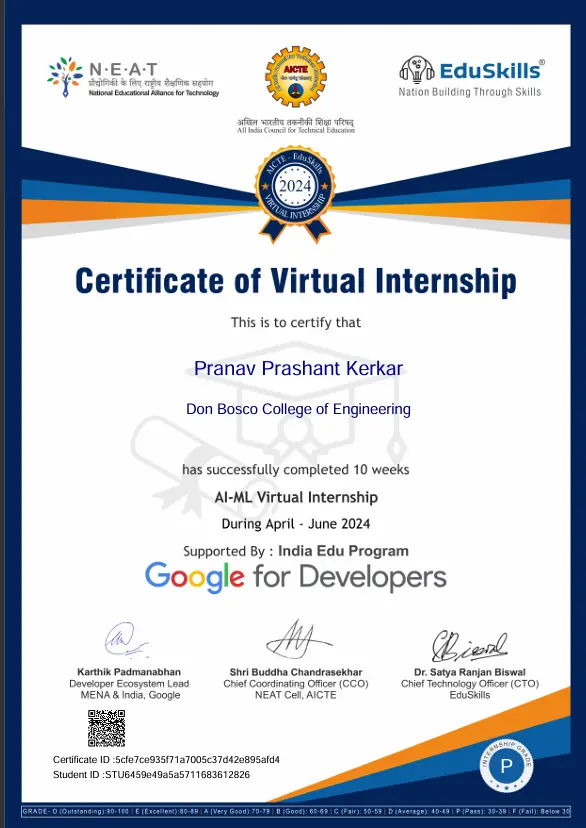 N·E·A·T
प्रौद्योगिकी के लिए राष्ट्रीय शैक्षणिक सहयोग
National Educational Alliance for Technology
AICTE
अखिल भारतीय तकनीकी शिक्षा परिषद्
All India Council for Technical Education
EduSkills®
Nation Building Through Skills
AICTE - EduSkills
2024
VIRTUAL INTERNSHIP
Certificate of Virtual Internship
This is to certify that
Pranav Prashant Kerkar
Don Bosco College of Engineering
has successfully completed 10 weeks
AI-ML Virtual Internship
During April - June 2024
Supported By : India Edu Program
Google for Developers
Karthik Padmanabhan
Developer Ecosystem Lead
MENA & India, Google
Shri Buddha Chandrasekhar
Chief Coordinating Officer (CCO)
NEAT Cell, AICTE
Dr. Satya Ranjan Biswal
Chief Technology Officer (CTO)
EduSkills
Certificate ID :5cfe7ce935f71a7005c37d42e895afd4
Student ID :STU6459e49a5a5711683612826
INTERNSHIP GRADE
P
GRADE- O (Outstanding):90-100 | E (Excellent):80-89 | A (Very Good):70-79 | B (Good): 60-69 | C (Fair): 50-59 | D (Average): 40-49 | P (Pass): 30-39 | F (Fail): Below 30